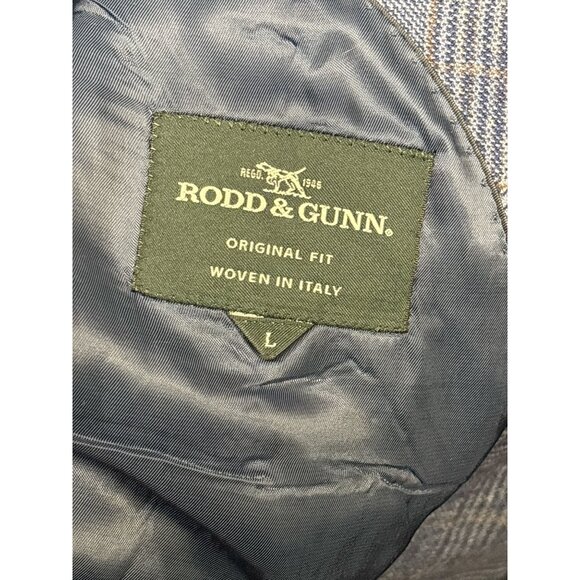 REGD. 1946
RODD & GUNN®
ORIGINAL FIT
WOVEN IN ITALY
L